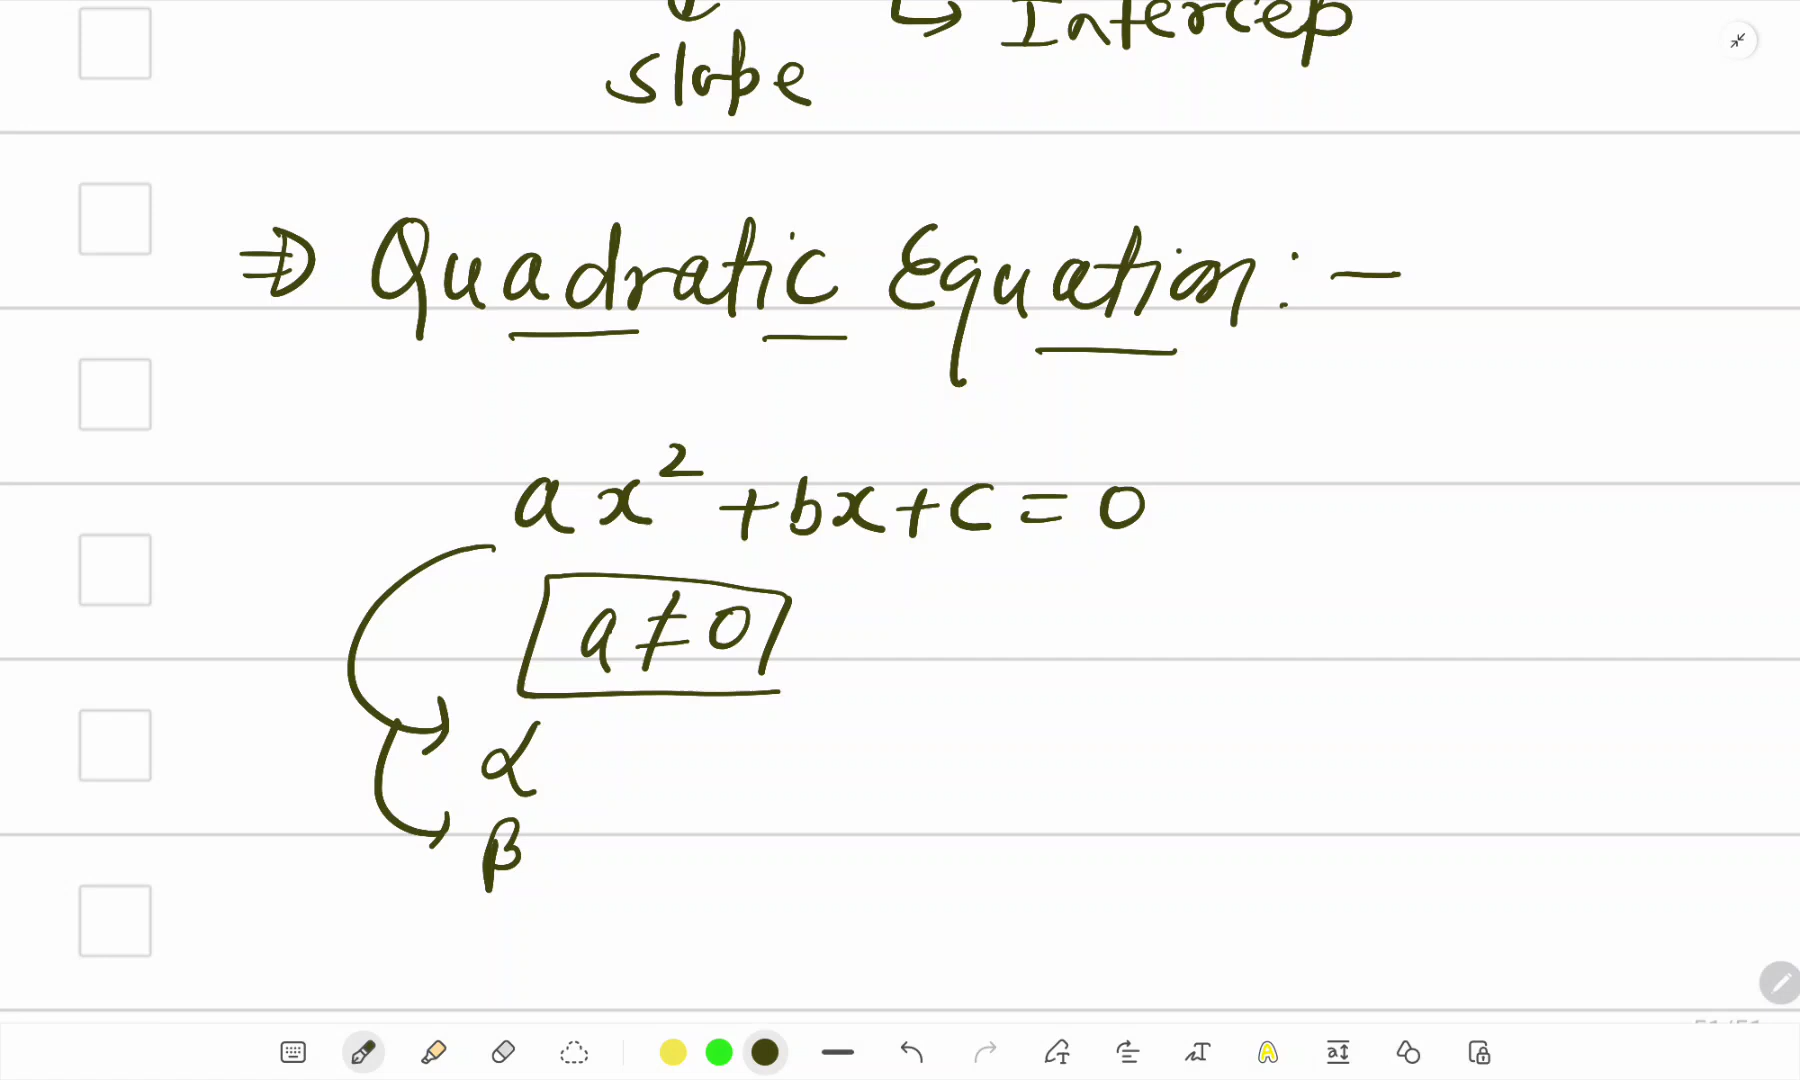 ↳ Intercep
slope
⇒ Quadratic Equation:-
ax² + bx + c = 0
a ≠ 0
α
β